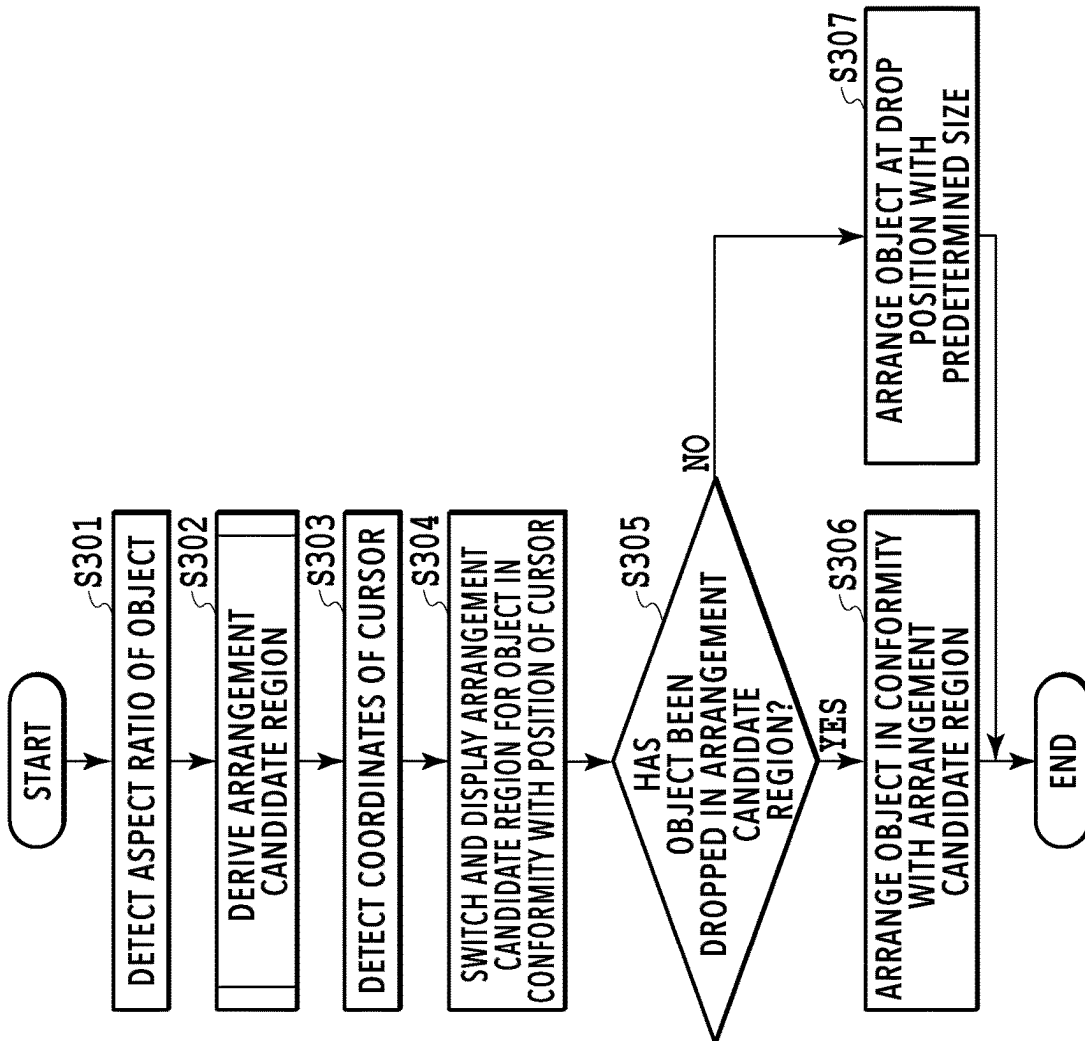 START
S301
DETECT ASPECT RATIO OF OBJECT
S302
DERIVE ARRANGEMENT
CANDIDATE REGION
S303
DETECT COORDINATES OF CURSOR
S304
SWITCH AND DISPLAY ARRANGEMENT
CANDIDATE REGION FOR OBJECT IN
CONFORMITY WITH POSITION OF CURSOR
S305
HAS
OBJECT BEEN
DROPPED IN ARRANGEMENT
CANDIDATE
REGION?
NO
YES
S306
ARRANGE OBJECT IN CONFORMITY
WITH ARRANGEMENT
CANDIDATE REGION
S307
ARRANGE OBJECT AT DROP
POSITION WITH
PREDETERMINED SIZE
END